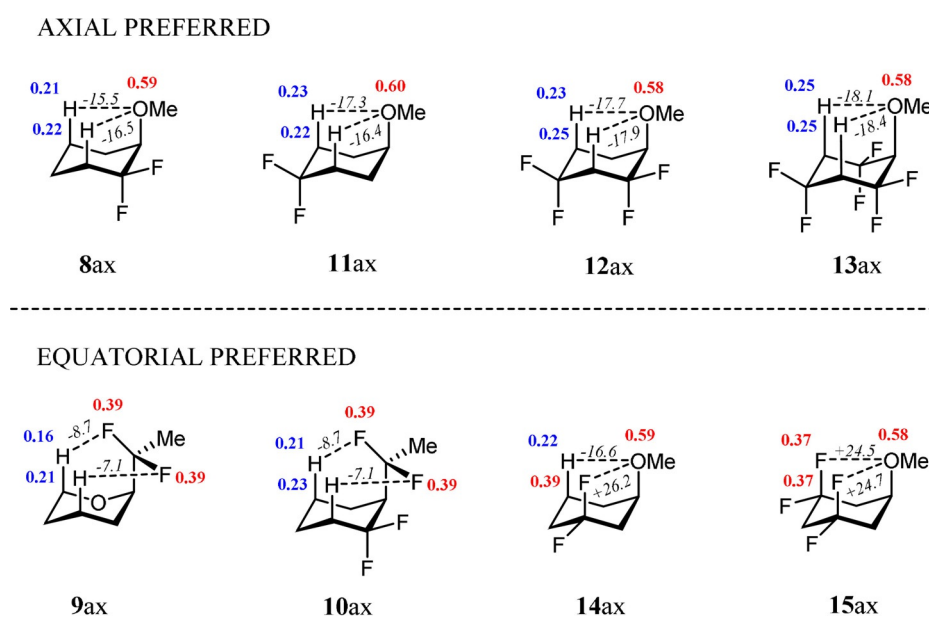 AXIAL PREFERRED
0.21 0.59 0.23 0.60 0.23 0.58 0.25 0.58
H -15.5 OMe H -17.3 OMe H -17.7 OMe H -18.1 OMe
0.22 H -16.5 0.22 H -16.4 0.25 H -17.9 0.25 H -18.4
F F F F F F F F F F F F
F F F F F F
8ax 11ax 12ax 13ax
EQUATORIAL PREFERRED
0.39 0.39 0.59 0.37 0.58
0.16 -8.7 F Me 0.21 -8.7 F Me 0.22 H -16.6 OMe F +24.5 OMe
H H 0.39 F +26.2 0.37 F +24.7
0.21 H -7.1 F 0.39 0.23 H -7.1 F 0.39
O F F F F F
9ax 10ax 14ax 15ax